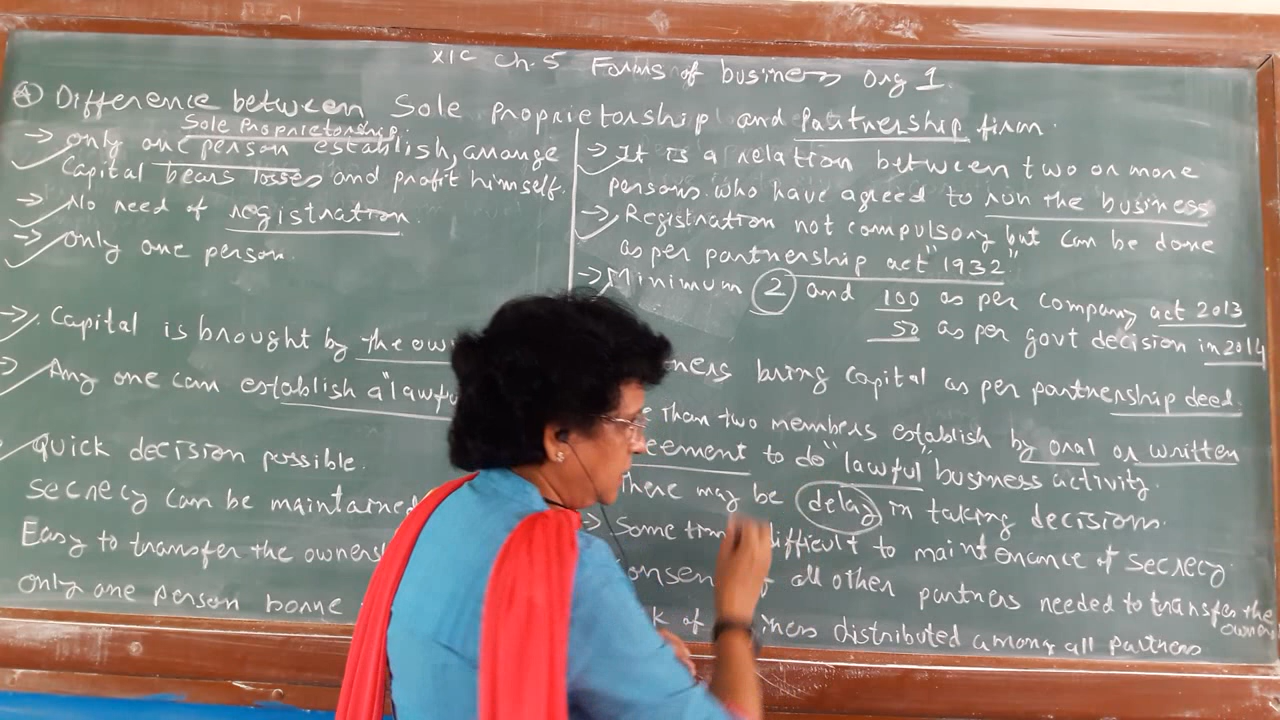 XIC Ch.5 Forms of business org 1.
Ⓐ Difference between Sole Proprietorship and Partnership firm.
Sole Proprietorship.
→ only one person establish, arrange
Capital bears losses and profit himself.
→ No need of registration.
→ only one person.
→ Capital is brought by the
→ Any one can establish a "lawfu
Quick decision possible.
Secrecy can be maintained
Easy to transfer the owners
only one person borne
→ It is a relation between two or more
persons who have agreed to run the business
→ Registration not compulsory but can be done
as per partnership act "1932"
→ Minimum 2 and 100 as per company act 2013
50 as per govt decision in 2014
ners bring capital as per partnership deed.
than two members establish by oral or written
eement to do "lawful" business activity.
There may be delay in taking decisions.
→ Some tim difficult to maintenance of secrecy.
onsen all other partners needed to transfer the
owner
k of iners distributed among all partners